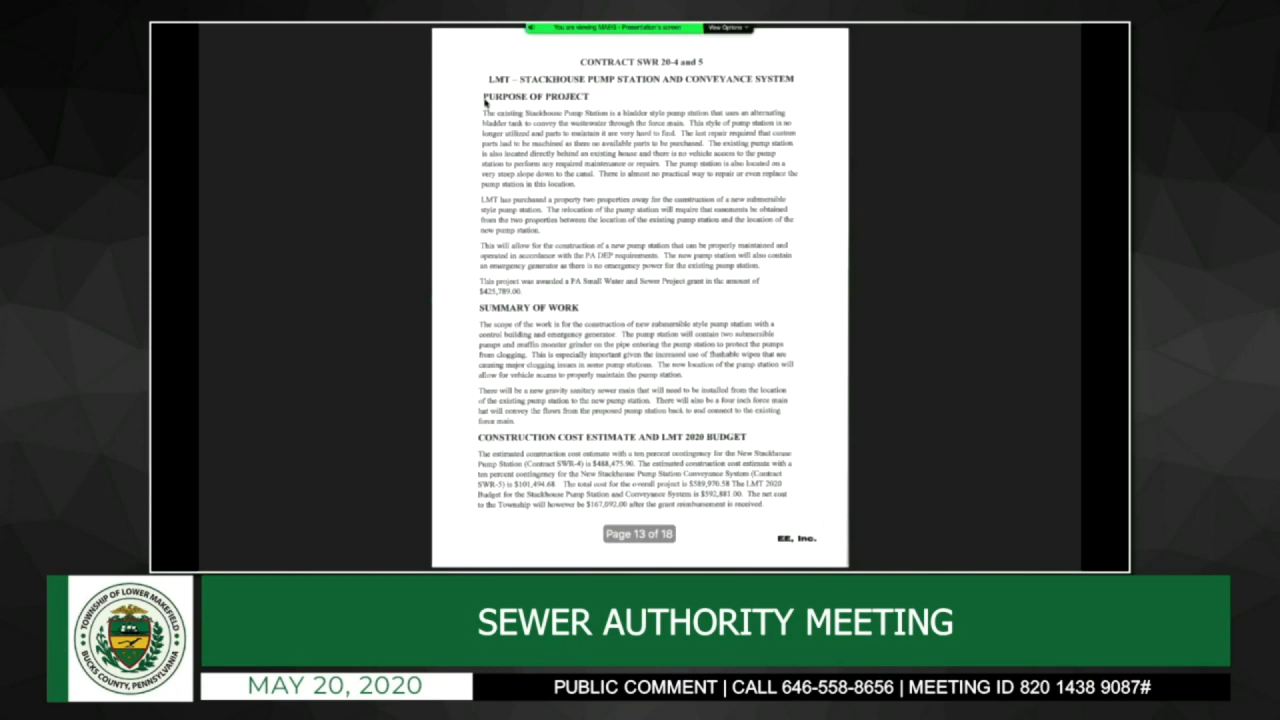 You are viewing MAEG - Presentation's screen
View Options
CONTRACT SWR 20-4 and 5
LMT – STACKHOUSE PUMP STATION AND CONVEYANCE SYSTEM
PURPOSE OF PROJECT
The existing Stackhouse Pump Station is a bladder style pump station that uses an alternating
bladder tank to convey the wastewater through the force main. This style of pump station is no
longer utilized and parts to maintain it are very hard to find. The last repair required that custom
parts had to be machined as there no available parts to be purchased. The existing pump station
is also located directly behind an existing house and there is no vehicle access to the pump
station to perform any required maintenance or repairs. The pump station is also located on a
very steep slope down to the canal. There is almost no practical way to repair or even replace the
pump station in this location.
LMT has purchased a property two properties away for the construction of a new submersible
style pump station. The relocation of the pump station will require that easements be obtained
from the two properties between the location of the existing pump station and the location of the
new pump station.
This will allow for the construction of a new pump station that can be properly maintained and
operated in accordance with the PA DEP requirements. The new pump station will also contain
an emergency generator as there is no emergency power for the existing pump station.
This project was awarded a PA Small Water and Sewer Project grant in the amount of
$425,789.00.
SUMMARY OF WORK
The scope of the work is for the construction of new submersible style pump station with a
control building and emergency generator. The pump station will contain two submersible
pumps and muffin monster grinder on the pipe entering the pump station to protect the pumps
from clogging. This is especially important given the increased use of flushable wipes that are
causing major clogging issues in some pump stations. The new location of the pump station will
allow for vehicle access to properly maintain the pump station.
There will be a new gravity sanitary sewer main that will need to be installed from the location
of the existing pump station to the new pump station. There will also be a four inch force main
hat will convey the flows from the proposed pump station back to and connect to the existing
force main.
CONSTRUCTION COST ESTIMATE AND LMT 2020 BUDGET
The estimated construction cost estimate with a ten percent contingency for the New Stackhouse
Pump Station (Contract SWR-4) is $488,475.90. The estimated construction cost estimate with a
ten percent contingency for the New Stackhouse Pump Station Conveyance System (Contract
SWR-5) is $101,494.68 The total cost for the overall project is $589,970.58 The LMT 2020
Budget for the Stackhouse Pump Station and Conveyance System is $592,881.00. The net cost
to the Township will however be $167,092.00 after the grant reimbursement is received.
Page 13 of 18
EE, Inc.
TOWNSHIP OF LOWER MAKEFIELD
BUCKS COUNTY, PENNSYLVANIA
SEWER AUTHORITY MEETING
MAY 20, 2020
PUBLIC COMMENT | CALL 646-558-8656 | MEETING ID 820 1438 9087#